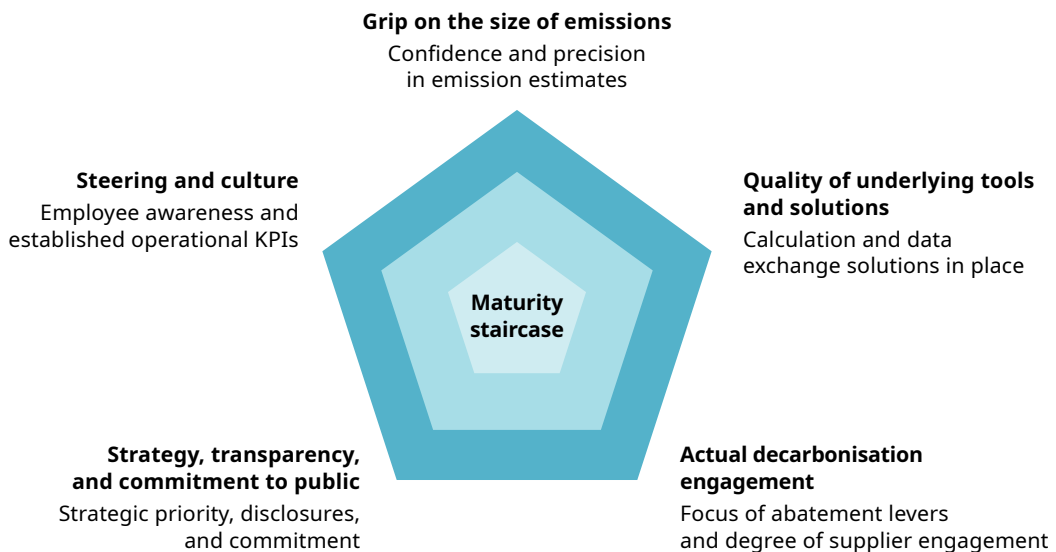 Grip on the size of emissions
Confidence and precision
in emission estimates
Steering and culture
Employee awareness and
established operational KPIs
Quality of underlying tools
and solutions
Calculation and data
exchange solutions in place
Maturity
staircase
Strategy, transparency,
and commitment to public
Strategic priority, disclosures,
and commitment
Actual decarbonisation
engagement
Focus of abatement levers
and degree of supplier engagement